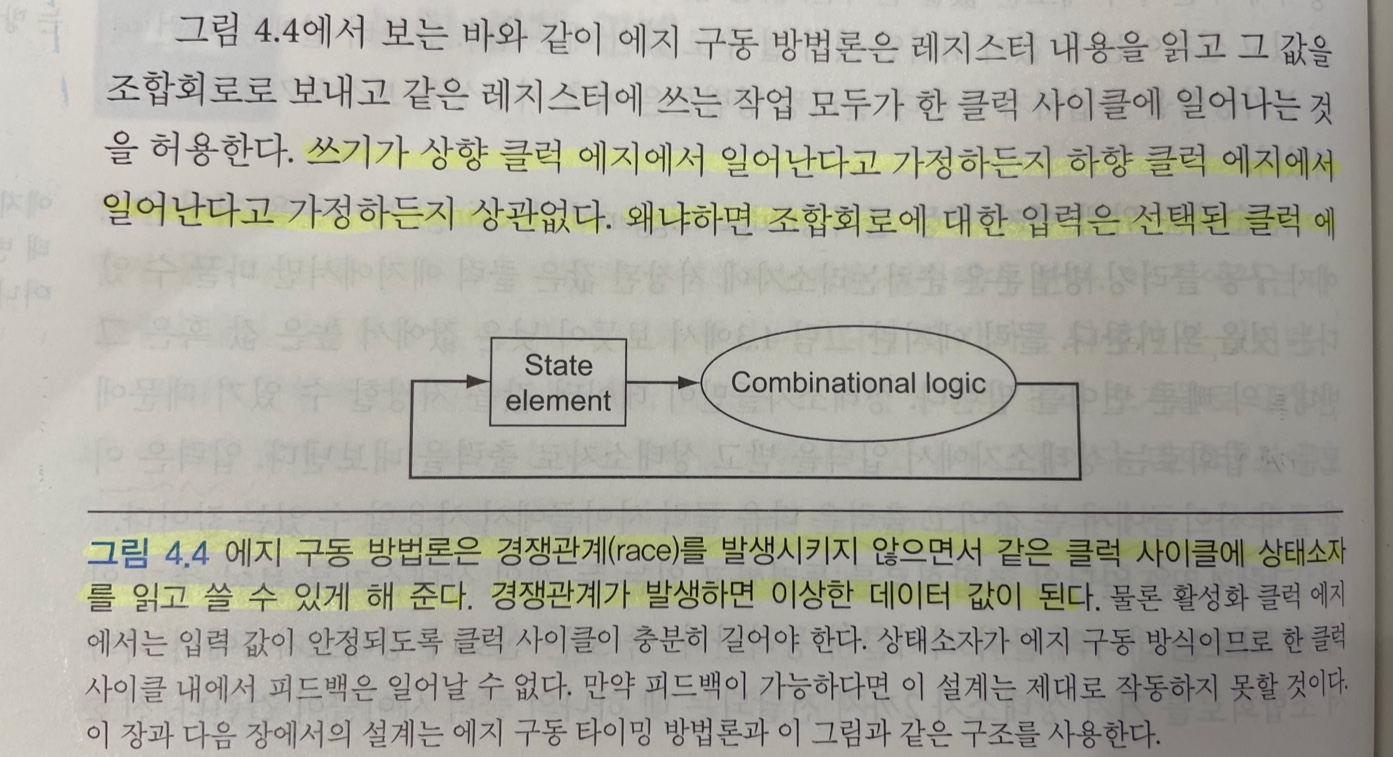 그림 4.4에서 보는 바와 같이 에지 구동 방법론은 레지스터 내용을 읽고 그 값을
조합회로로 보내고 같은 레지스터에 쓰는 작업 모두가 한 클럭 사이클에 일어나는 것
을 허용한다. 쓰기가 상향 클럭 에지에서 일어난다고 가정하든지 하향 클럭 에지에서
일어난다고 가정하든지 상관없다. 왜냐하면 조합회로에 대한 입력은 선택된 클럭 에
State
element
Combinational logic
그림 4.4 에지 구동 방법론은 경쟁관계(race)를 발생시키지 않으면서 같은 클럭 사이클에 상태소자
를 읽고 쓸 수 있게 해 준다. 경쟁관계가 발생하면 이상한 데이터 값이 된다. 물론 활성화 클럭 에지
에서는 입력 값이 안정되도록 클럭 사이클이 충분히 길어야 한다. 상태소자가 에지 구동 방식이므로 한 클럭
사이클 내에서 피드백은 일어날 수 없다. 만약 피드백이 가능하다면 이 설계는 제대로 작동하지 못할 것이다.
이 장과 다음 장에서의 설계는 에지 구동 타이밍 방법론과 이 그림과 같은 구조를 사용한다.